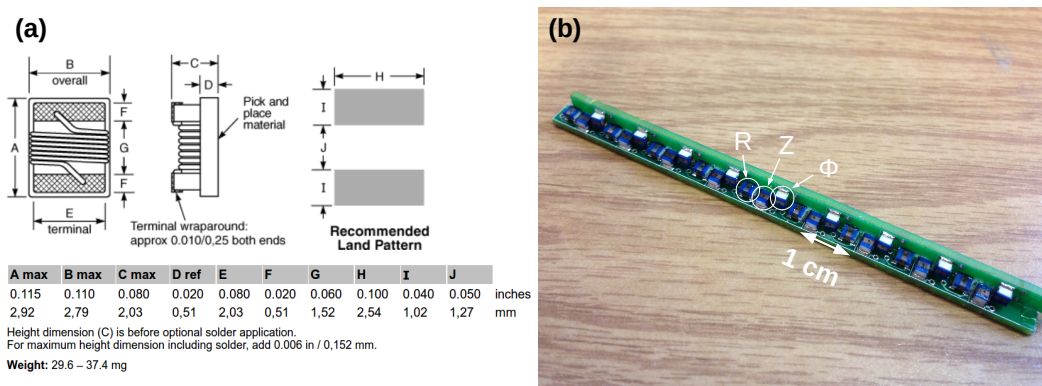 (a)
B
overall
A
F
G
F
E
terminal
C
D
Pick and
place
material
Terminal wraparound:
approx 0.010/0,25 both ends
H
I
J
I
Recommended
Land Pattern
A max B max C max D ref E F G H I J
0.115 0.110 0.080 0.020 0.080 0.020 0.060 0.100 0.040 0.050 inches
2,92 2,79 2,03 0,51 2,03 0,51 1,52 2,54 1,02 1,27 mm
Height dimension (C) is before optional solder application.
For maximum height dimension including solder, add 0.006 in / 0,152 mm.
Weight: 29.6 – 37.4 mg
(b)
R Z Φ
1 cm